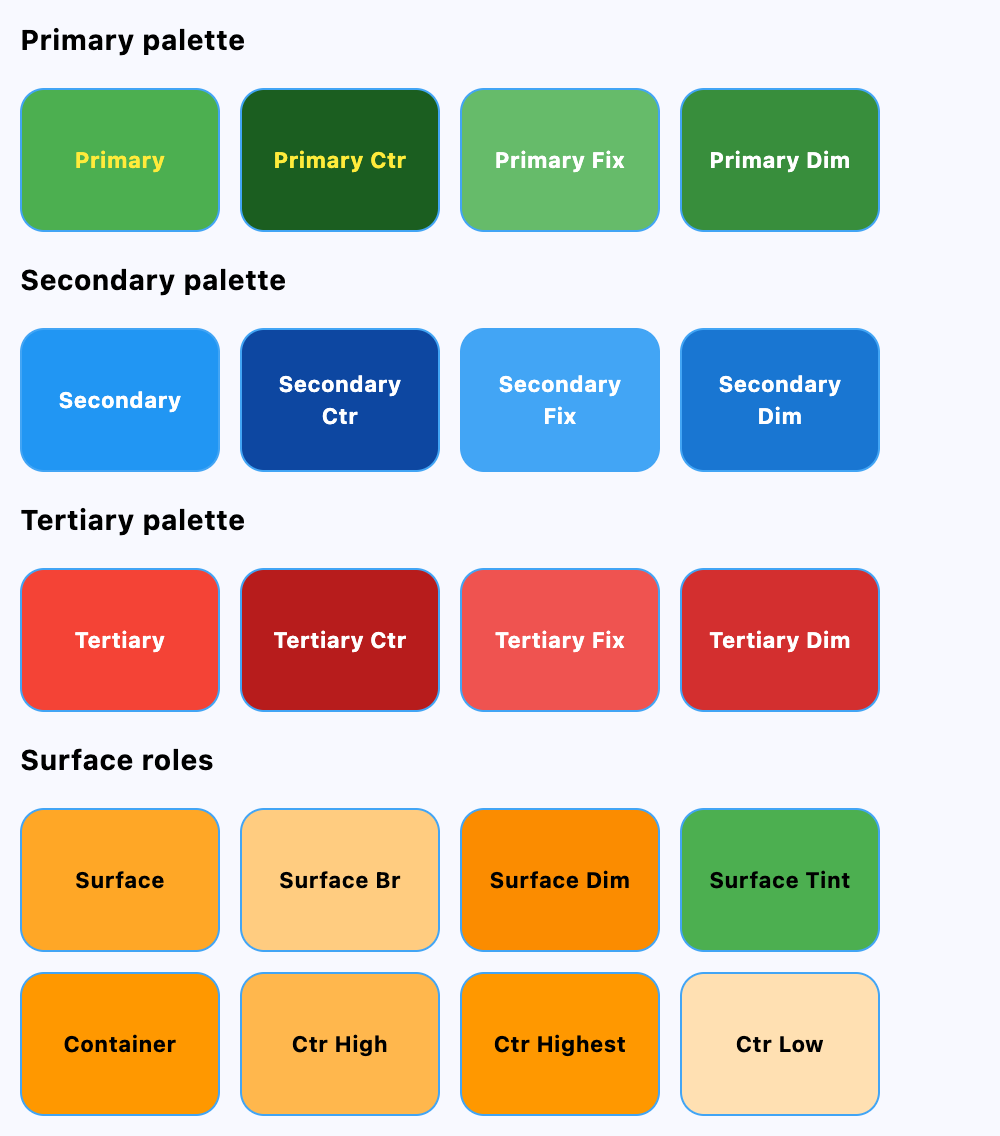 Primary palette
Primary
Primary Ctr
Primary Fix
Primary Dim
Secondary palette
Secondary
Secondary
Ctr
Secondary
Fix
Secondary
Dim
Tertiary palette
Tertiary
Tertiary Ctr
Tertiary Fix
Tertiary Dim
Surface roles
Surface
Surface Br
Surface Dim
Surface Tint
Container
Ctr High
Ctr Highest
Ctr Low